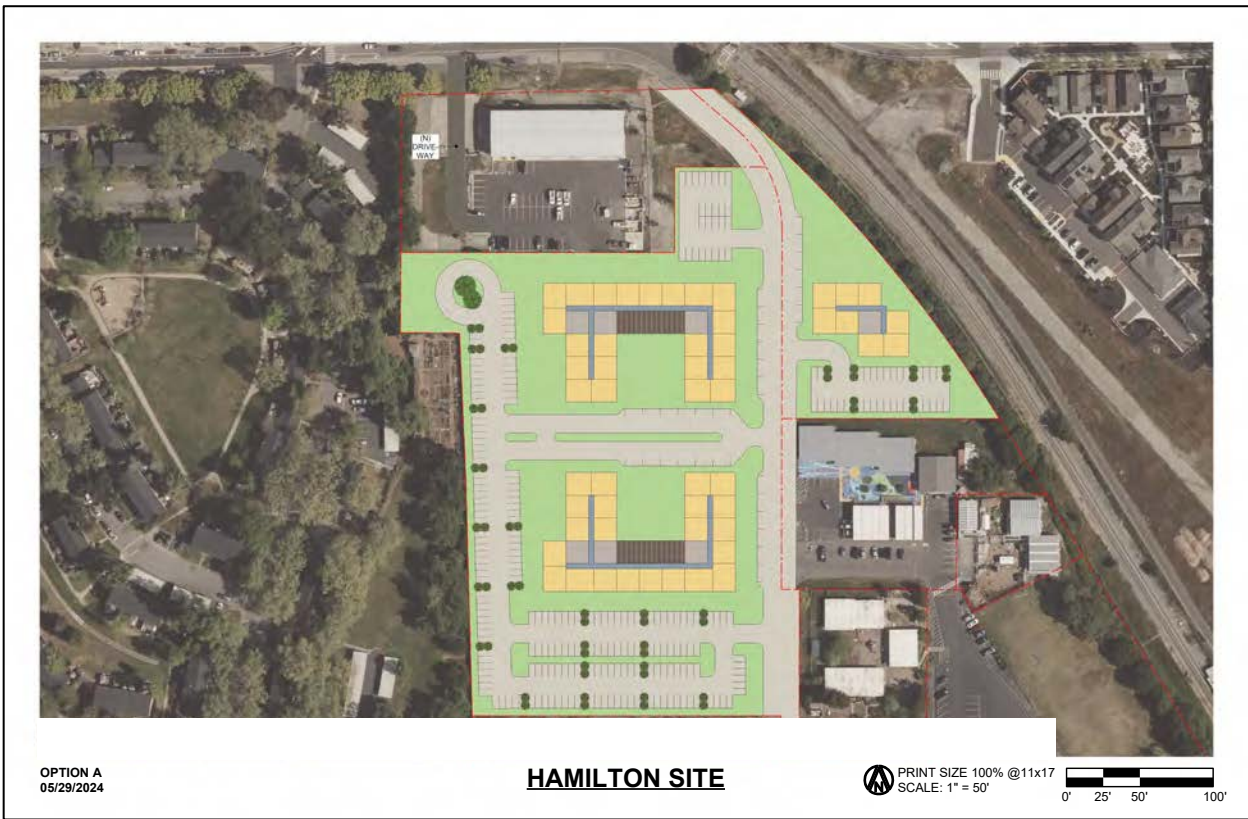 (N)
DRIVE-
WAY
OPTION A
05/29/2024
HAMILTON SITE
N
PRINT SIZE 100% @11x17
SCALE: 1" = 50'
0' 25' 50' 100'